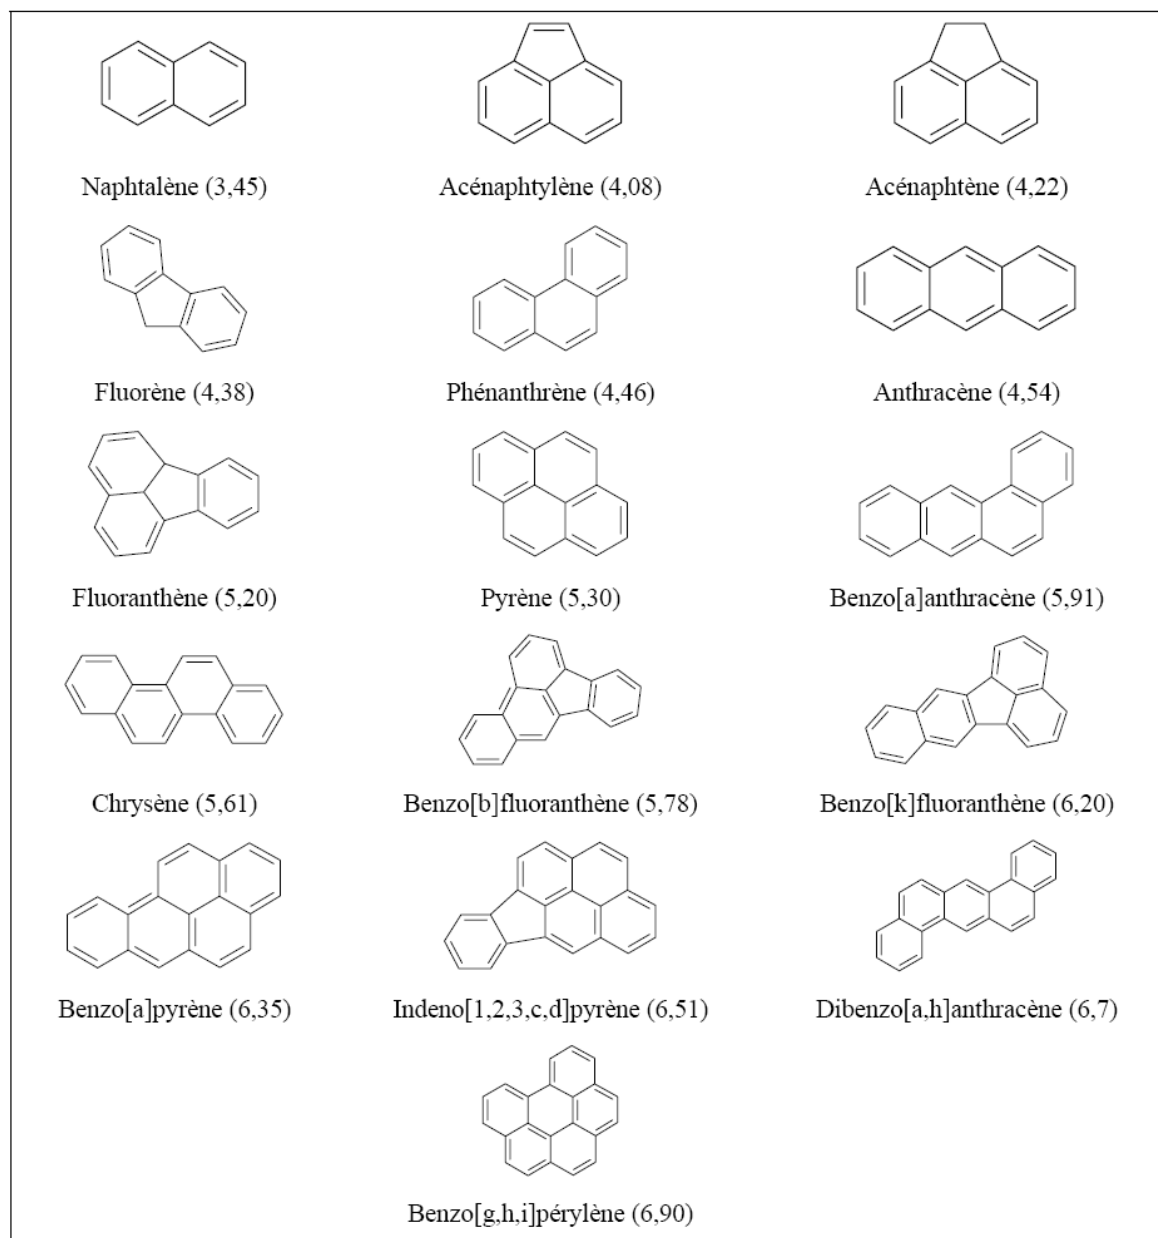 Naphtalène (3,45)
Acénaphtylène (4,08)
Acénaphtène (4,22)
Fluorène (4,38)
Phénanthrène (4,46)
Anthracène (4,54)
Fluoranthène (5,20)
Pyrène (5,30)
Benzo[a]anthracène (5,91)
Chrysène (5,61)
Benzo[b]fluoranthène (5,78)
Benzo[k]fluoranthène (6,20)
Benzo[a]pyrène (6,35)
Indeno[1,2,3,c,d]pyrène (6,51)
Dibenzo[a,h]anthracène (6,7)
Benzo[g,h,i]pérylène (6,90)